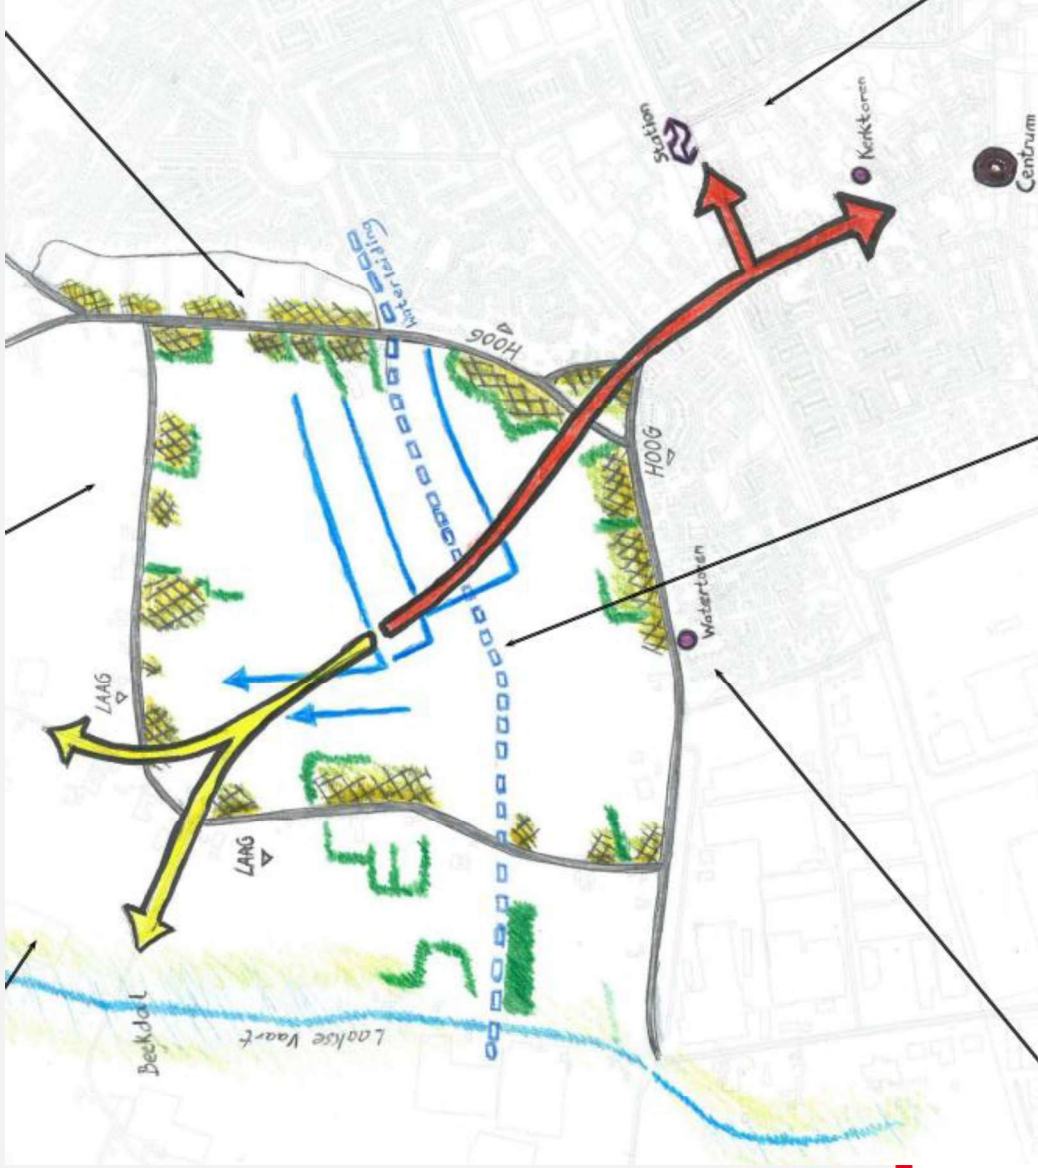 Station
Kerktoren
Centrum
Waterleiding
HOOG
HOOG
Watertoren
LAAG
LAAG
Beekdal
Laakse Vaart